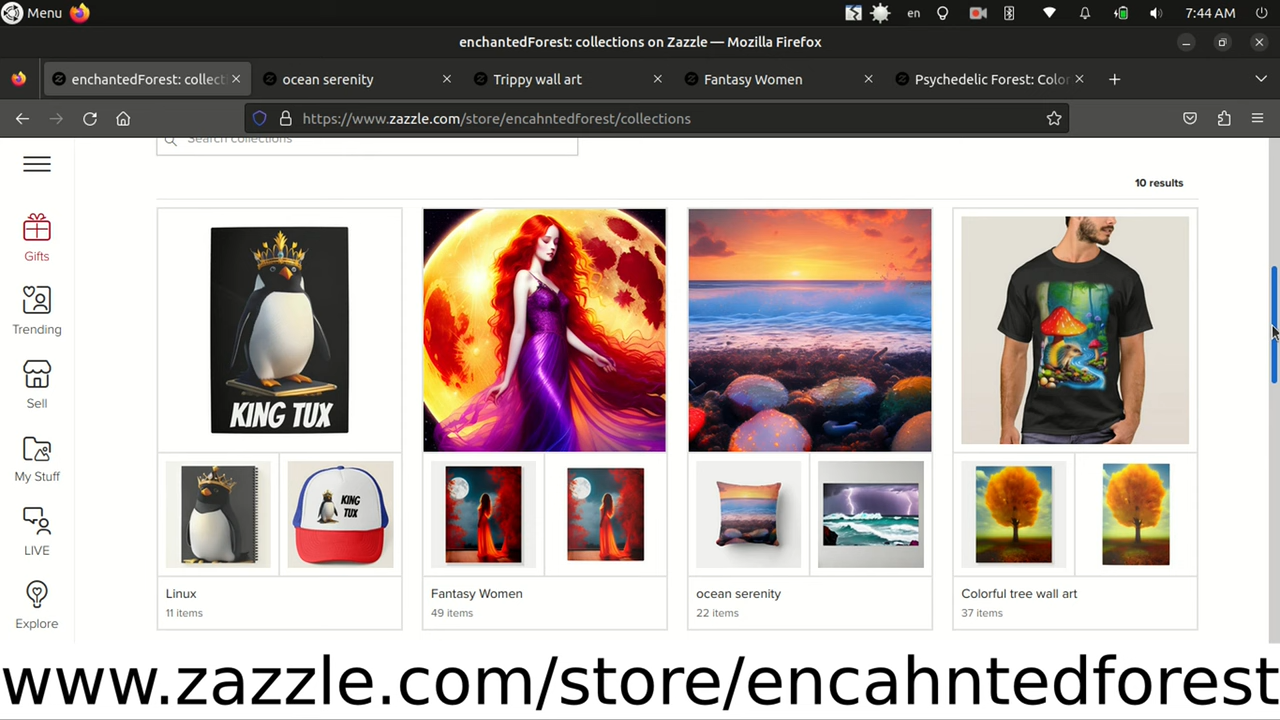 Menu
en
7:44 AM
enchantedForest: collections on Zazzle — Mozilla Firefox
enchantedForest: collecti
ocean serenity
Trippy wall art
Fantasy Women
Psychedelic Forest: Color
https://www.zazzle.com/store/encahntedforest/collections
Search collections
10 results
Gifts
Trending
Sell
My Stuff
LIVE
Explore
KING TUX
KING
TUX
Linux
11 items
Fantasy Women
49 items
ocean serenity
22 items
Colorful tree wall art
37 items
www.zazzle.com/store/encahntedforest